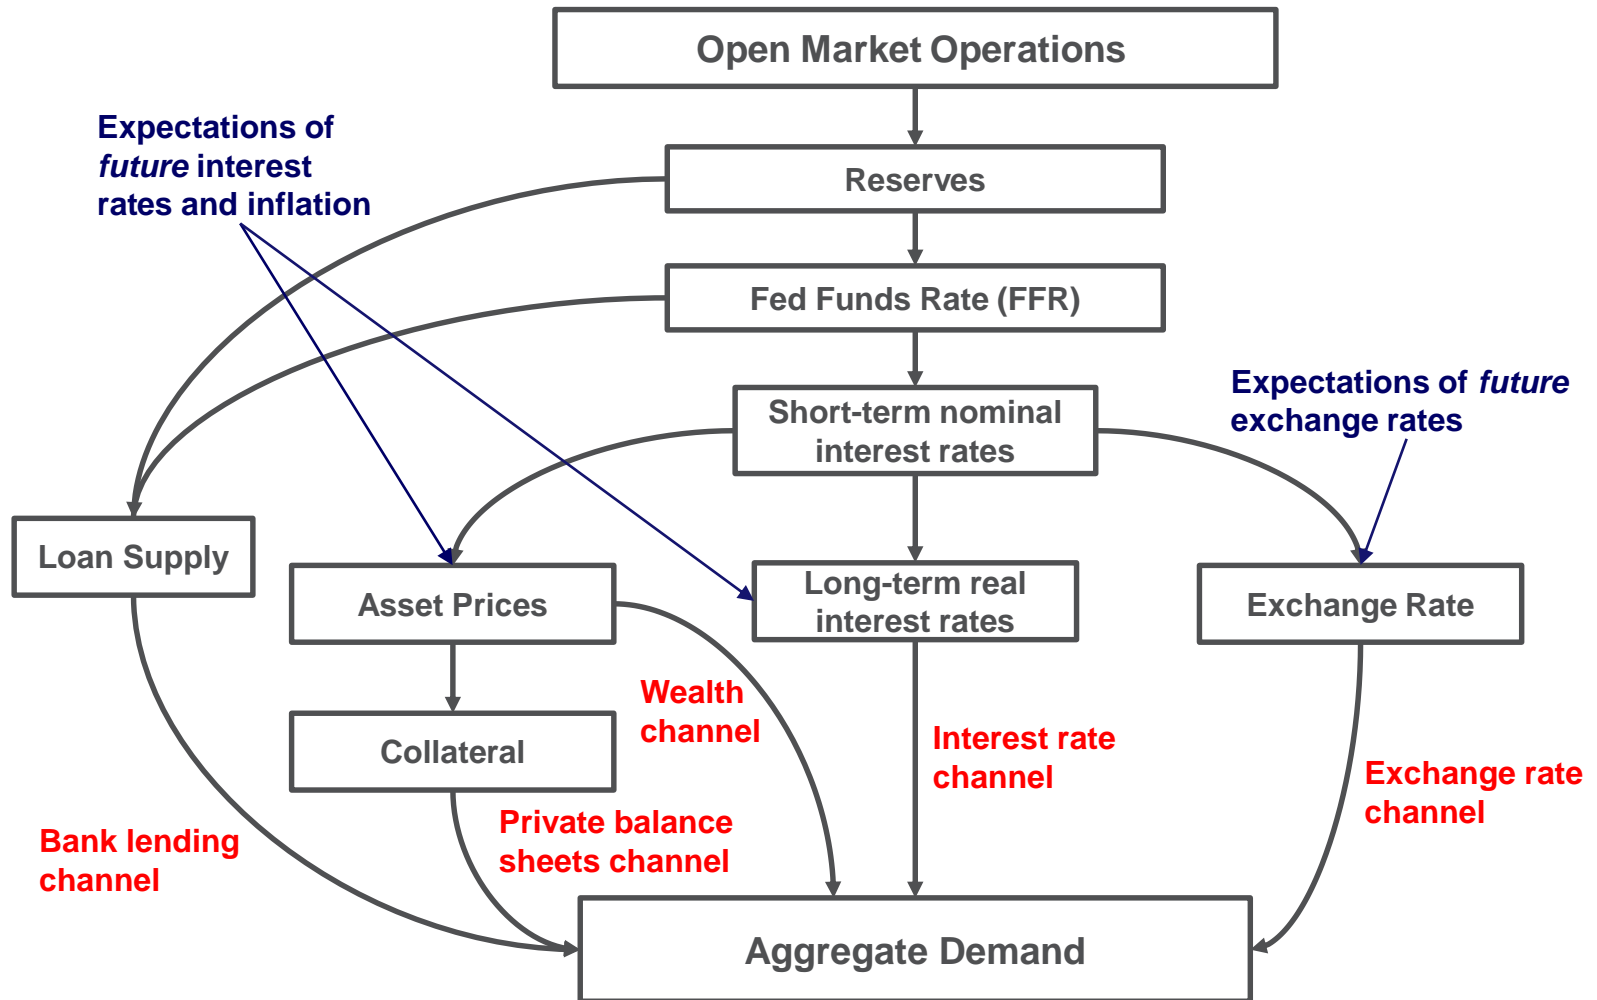 Open Market Operations
Expectations of
future interest
rates and inflation
Reserves
Fed Funds Rate (FFR)
Short-term nominal
interest rates
Expectations of future
exchange rates
Loan Supply
Asset Prices
Long-term real
interest rates
Exchange Rate
Wealth
channel
Collateral
Interest rate
channel
Exchange rate
channel
Bank lending
channel
Private balance
sheets channel
Aggregate Demand